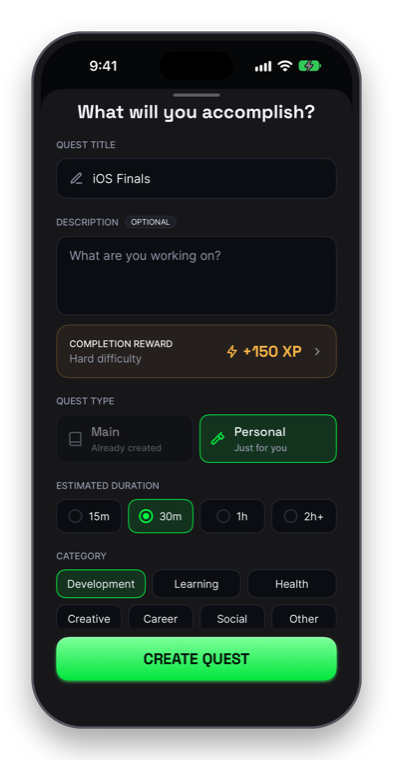 9:41
What will you accomplish?
QUEST TITLE
iOS Finals
DESCRIPTION OPTIONAL
What are you working on?
COMPLETION REWARD
Hard difficulty
+150 XP
QUEST TYPE
Main
Already created
Personal
Just for you
ESTIMATED DURATION
15m 30m 1h 2h+
CATEGORY
Development Learning Health
Creative Career Social Other
CREATE QUEST